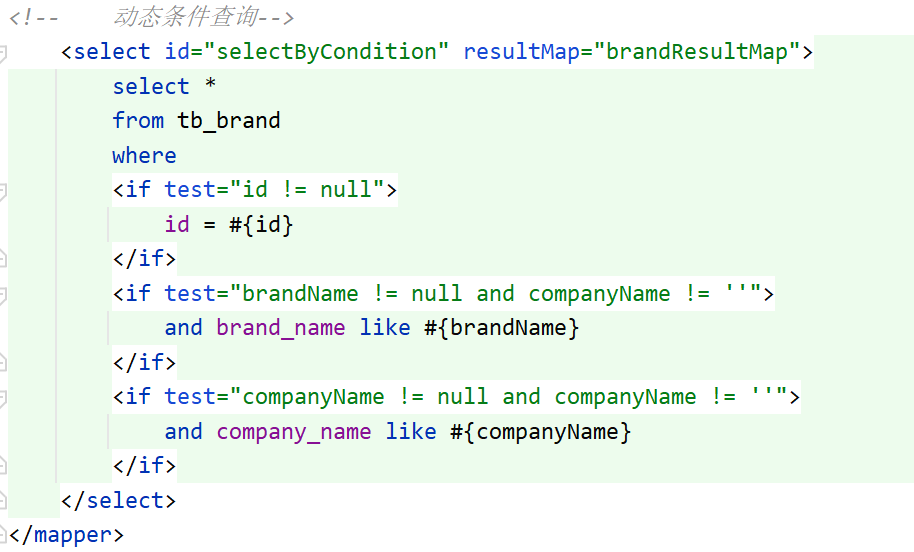 <!--    动态条件查询-->
    <select id="selectByCondition" resultMap="brandResultMap">
        select *
        from tb_brand
        where
        <if test="id != null">
            id = #{id}
        </if>
        <if test="brandName != null and companyName != ''">
            and brand_name like #{brandName}
        </if>
        <if test="companyName != null and companyName != ''">
            and company_name like #{companyName}
        </if>
    </select>
</mapper>